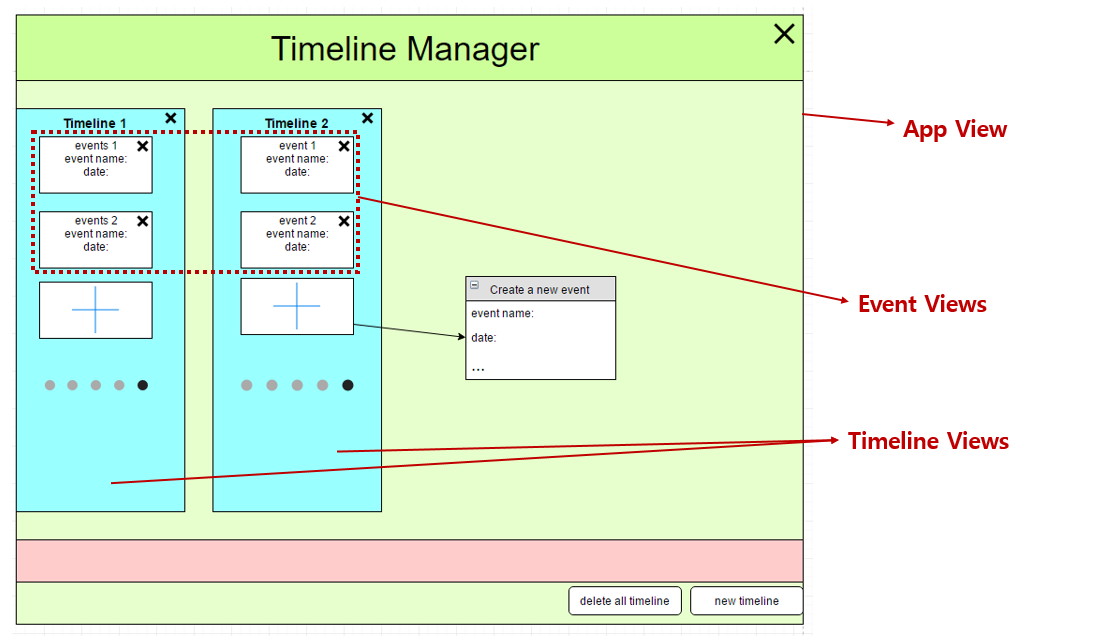 Timeline Manager
Timeline 1
events 1
event name:
date:
events 2
event name:
date:
Timeline 2
event 1
event name:
date:
event 2
event name:
date:
Create a new event
event name:
date:
...
App View
Event Views
Timeline Views
delete all timeline
new timeline